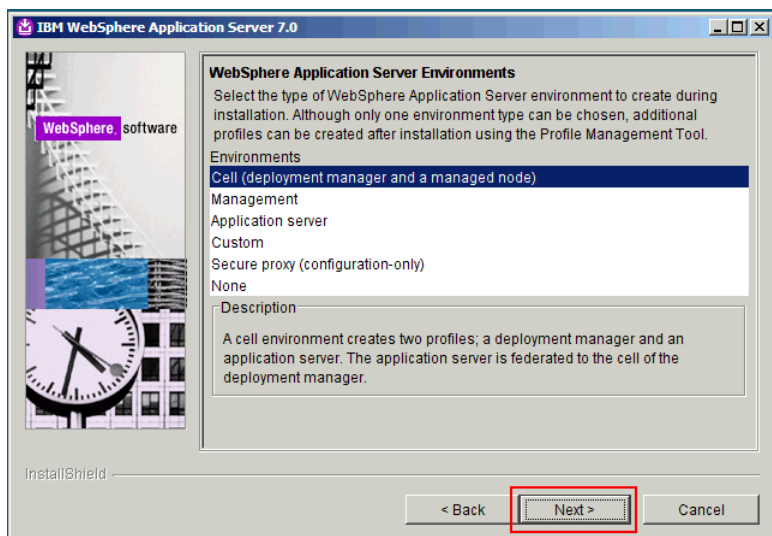 IBM WebSphere Application Server 7.0
WebSphere. software
WebSphere Application Server Environments
Select the type of WebSphere Application Server environment to create during
installation. Although only one environment type can be chosen, additional
profiles can be created after installation using the Profile Management Tool.
Environments
Cell (deployment manager and a managed node)
Management
Application server
Custom
Secure proxy (configuration-only)
None
Description
A cell environment creates two profiles; a deployment manager and an
application server. The application server is federated to the cell of the
deployment manager.
InstallShield
< Back
Next >
Cancel